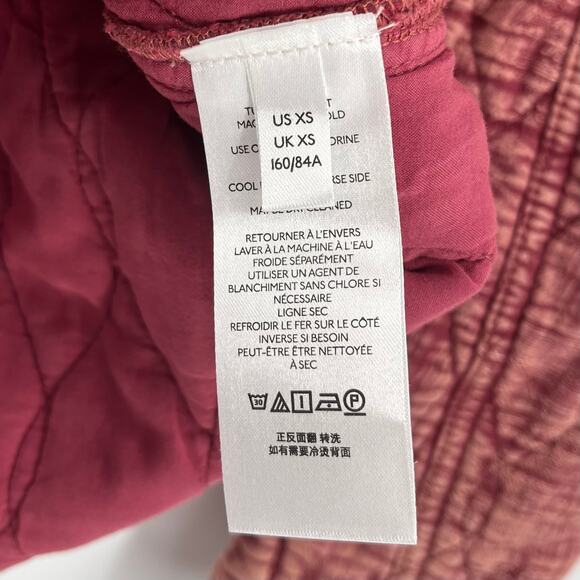 US XS
UK XS
160/84A
USE
COOL
RSE SIDE
RETOURNER À L'ENVERS
LAVER À LA MACHINE À L'EAU
FROIDE SÉPARÉMENT
UTILISER UN AGENT DE
BLANCHIMENT SANS CHLORE SI
NÉCESSAIRE
LIGNE SEC
REFROIDIR LE FER SUR LE CÔTÉ
INVERSE SI BESOIN
PEUT-ÊTRE ÊTRE NETTOYÉE
À SEC
30 P
正反面翻 转洗
如有需要冷烫背面